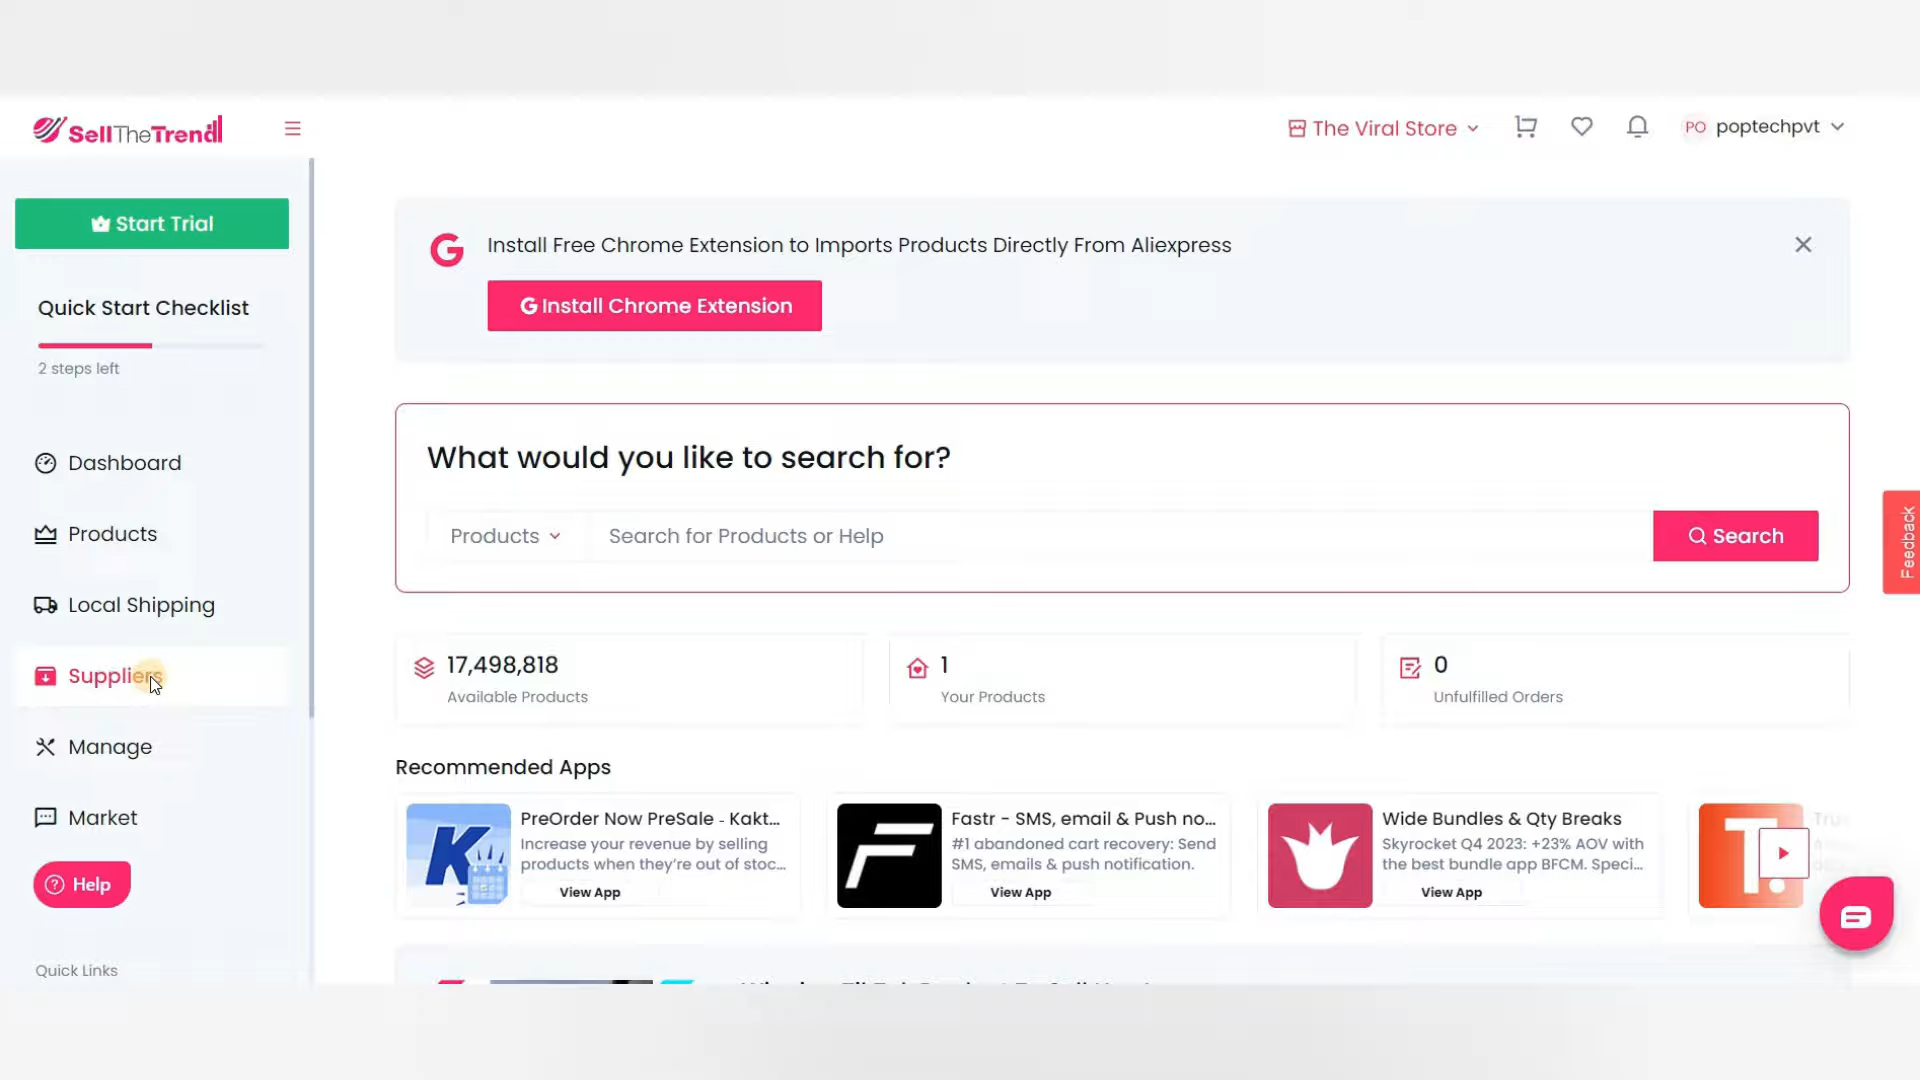 SellTheTrend
The Viral Store
PO poptechpvt
Start Trial
Quick Start Checklist
2 steps left
Dashboard
Products
Local Shipping
Suppliers
Manage
Market
Help
Quick Links
G Install Free Chrome Extension to Imports Products Directly From Aliexpress
G Install Chrome Extension
What would you like to search for?
Products
Search for Products or Help
Search
17,498,818
Available Products
1
Your Products
0
Unfulfilled Orders
Recommended Apps
K
PreOrder Now PreSale - Kakt...
Increase your revenue by selling
products when they're out of stoc...
View App
F
Fastr - SMS, email & Push no...
#1 abandoned cart recovery: Send
SMS, emails & push notification.
View App
Wide Bundles & Qty Breaks
Skyrocket Q4 2023: +23% AOV with
the best bundle app BFCM. Speci...
View App
T.
Feedback